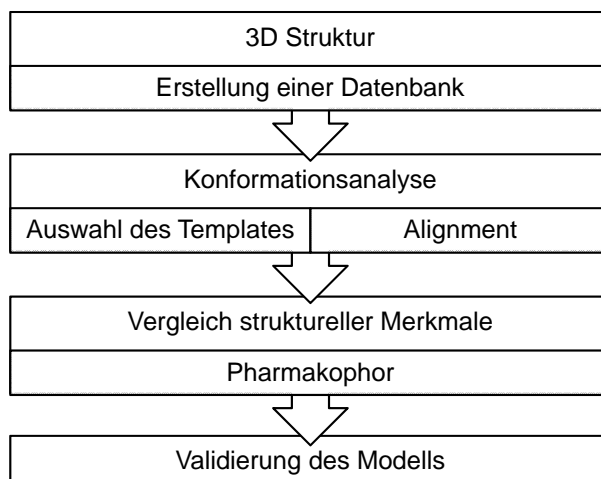 3D Struktur
Erstellung einer Datenbank
Konformationsanalyse
Auswahl des Templates
Alignment
Vergleich struktureller Merkmale
Pharmakophor
Validierung des Modells